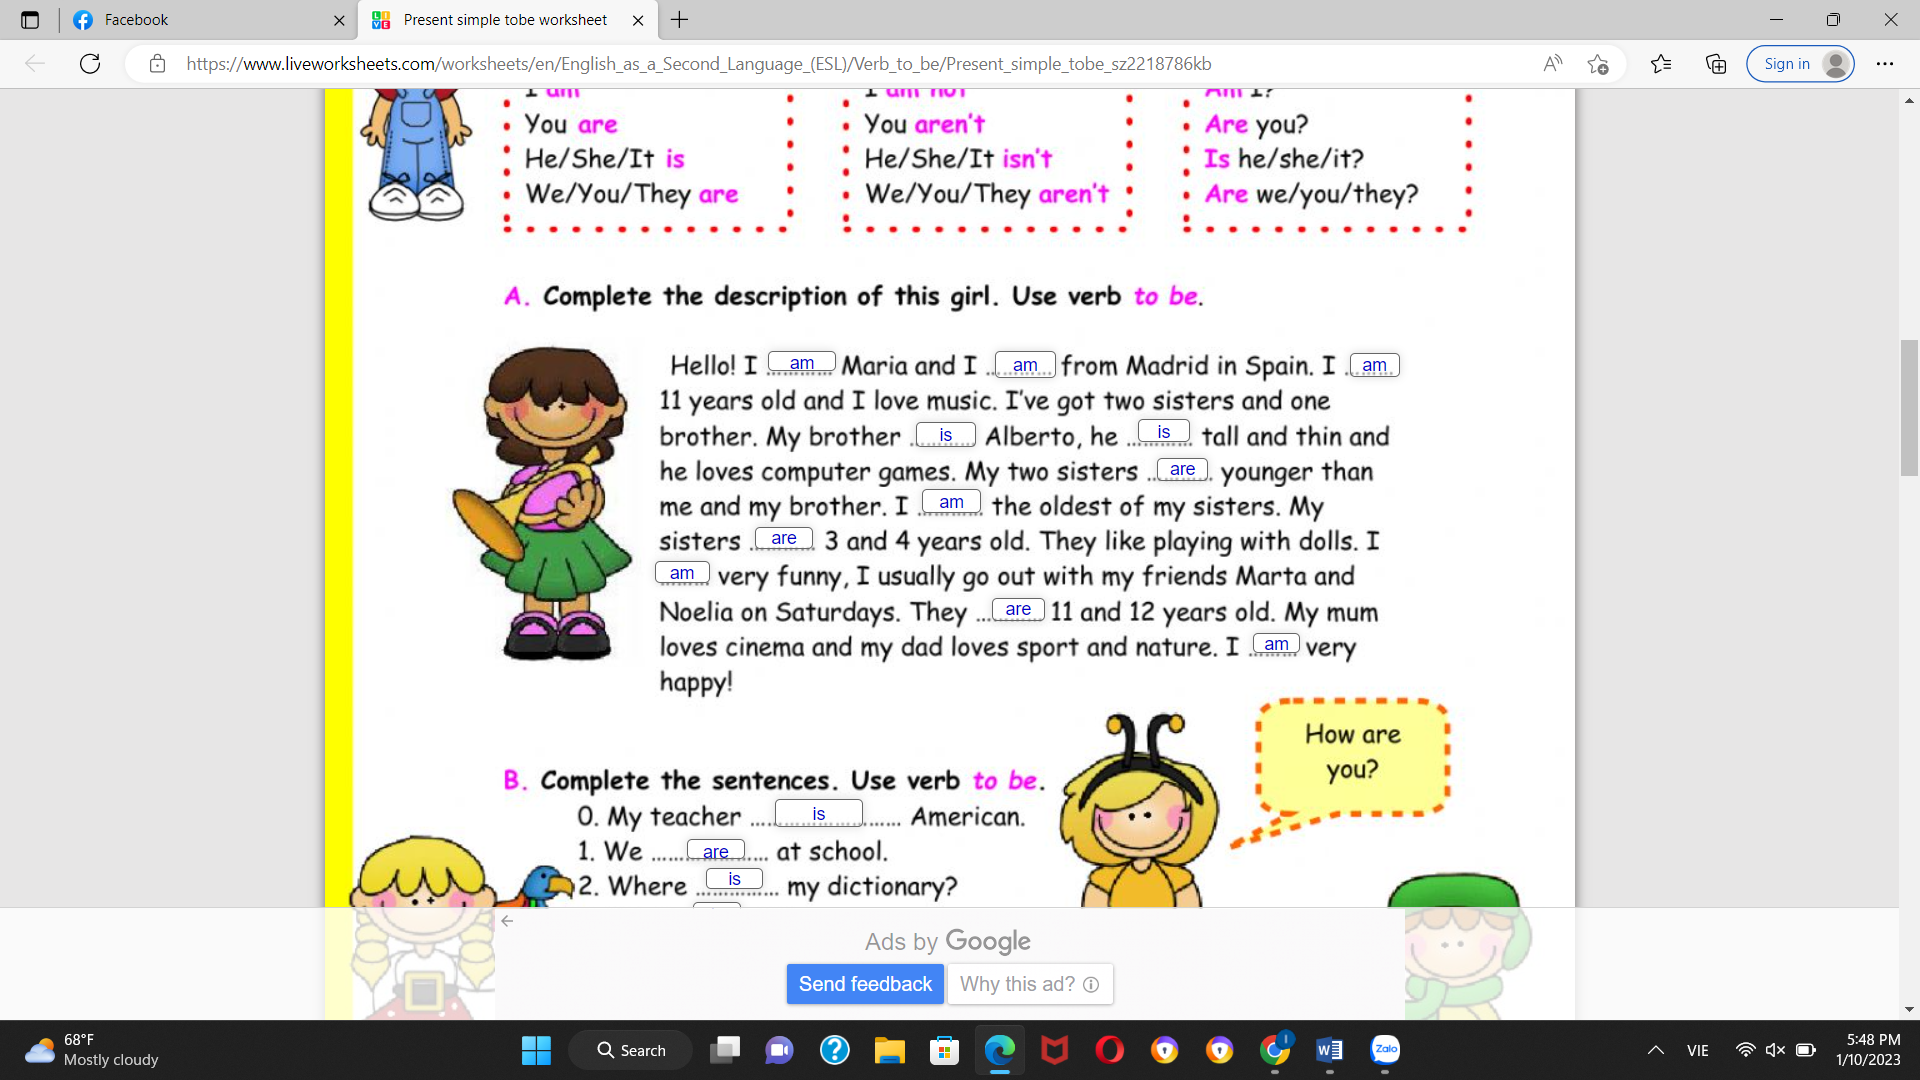 Facebook
Present simple tobe worksheet
https://www.liveworksheets.com/worksheets/en/English_as_a_Second_Language_(ESL)/Verb_to_be/Present_simple_tobe_sz2218786kb
Sign in
I am
You are
He/She/It is
We/You/They are
I am not
You aren't
He/She/It isn't
We/You/They aren't
Am I?
Are you?
Is he/she/it?
Are we/you/they?
A. Complete the description of this girl. Use verb to be.
Hello! I am Maria and I am from Madrid in Spain. I am
11 years old and I love music. I've got two sisters and one
brother. My brother is Alberto, he is tall and thin and
he loves computer games. My two sisters are younger than
me and my brother. I am the oldest of my sisters. My
sisters are 3 and 4 years old. They like playing with dolls. I
am very funny, I usually go out with my friends Marta and
Noelia on Saturdays. They ...are 11 and 12 years old. My mum
loves cinema and my dad loves sport and nature. I am very
happy!
How are
you?
B. Complete the sentences. Use verb to be.
0. My teacher ....is...... American.
1. We ......are.... at school.
2. Where is... my dictionary?
Ads by Google
Send feedback
Why this ad?
68°F
Mostly cloudy
Search
Zalo
VIE
5:48 PM
1/10/2023